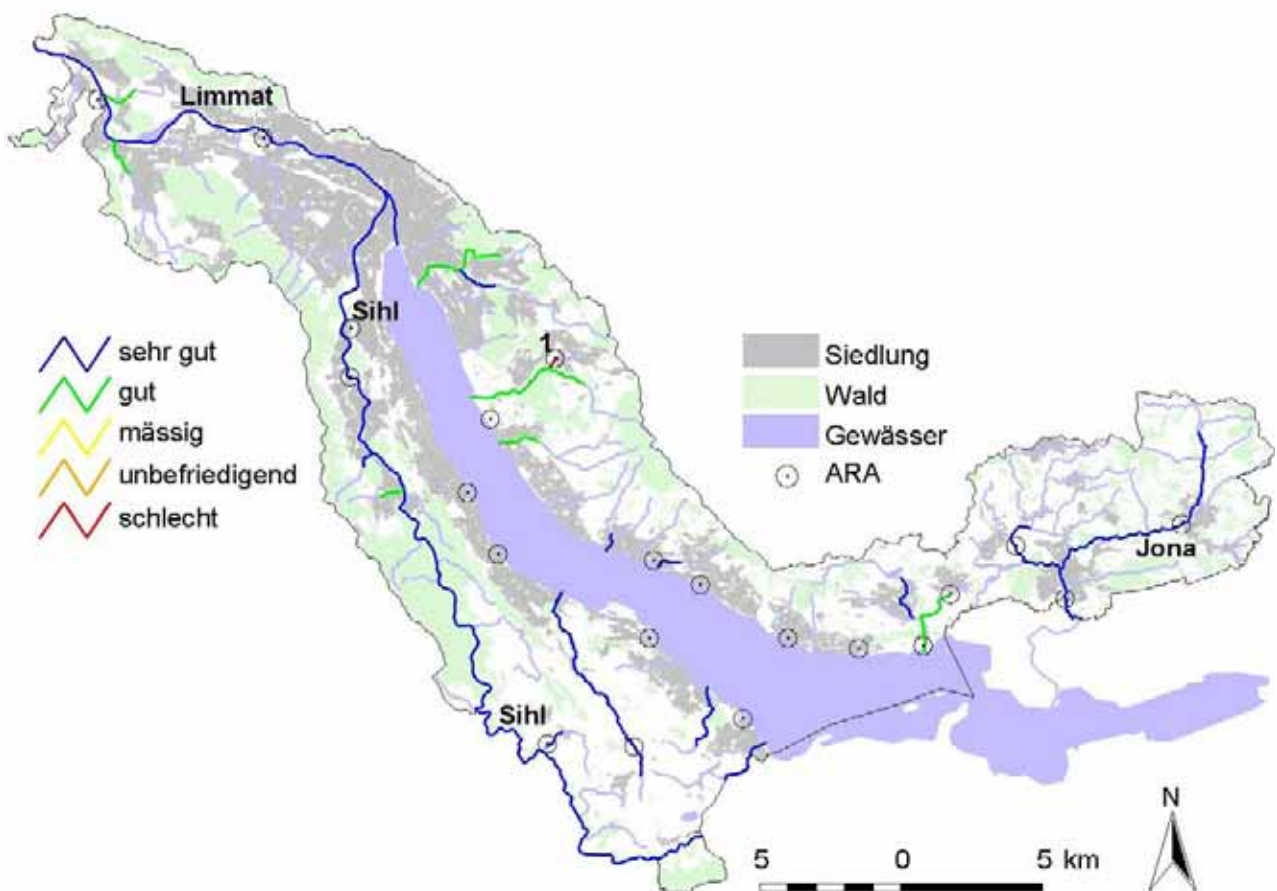 Limmat
Sihl
1
sehr gut
gut
mässig
unbefriedigend
schlecht
Siedlung
Wald
Gewässer
ARA
Jona
Sihl
N
5 0 5 km